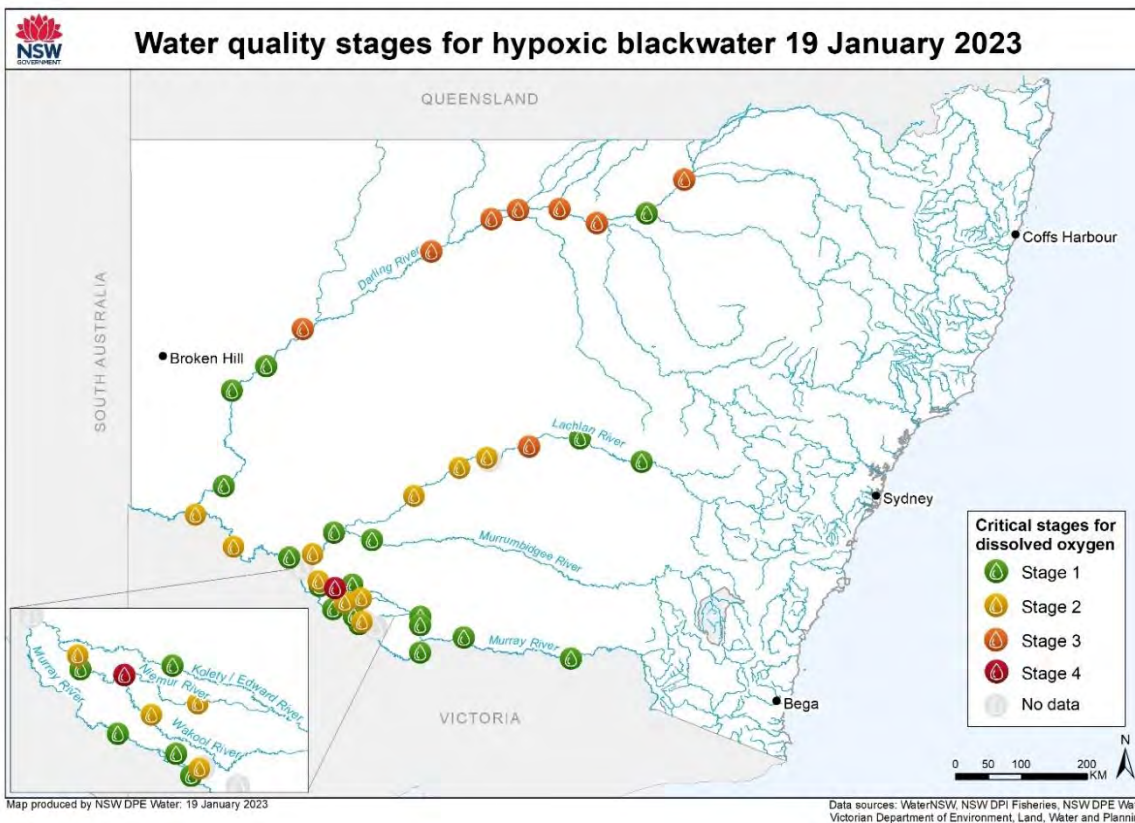 NSW
GOVERNMENT
Water quality stages for hypoxic blackwater 19 January 2023
QUEENSLAND
SOUTH AUSTRALIA
Darling River
Coffs Harbour
Broken Hill
Lachlan River
Sydney
Murrumbidgee River
Murray River
Bega
VICTORIA
Murray River
Kolety / Edward River
Niemur River
Wakool River
Critical stages for
dissolved oxygen
Stage 1
Stage 2
Stage 3
Stage 4
No data
N
0 50 100 200
KM
Map produced by NSW DPE Water: 19 January 2023
Data sources: WaterNSW, NSW DPI Fisheries, NSW DPE Wat
Victorian Department of Environment, Land, Water and Plannin